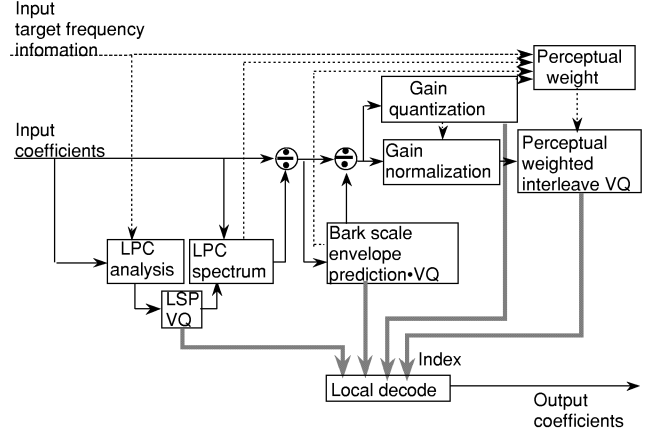 Input
target frequency
infomation
Perceptual
weight
Gain
quantization
Input
coefficients
Gain
normalization
Perceptual
weighted
interleave VQ
LPC
analysis
LPC
spectrum
Bark scale
envelope
prediction•VQ
LSP
VQ
Index
Local decode
Output
coefficients